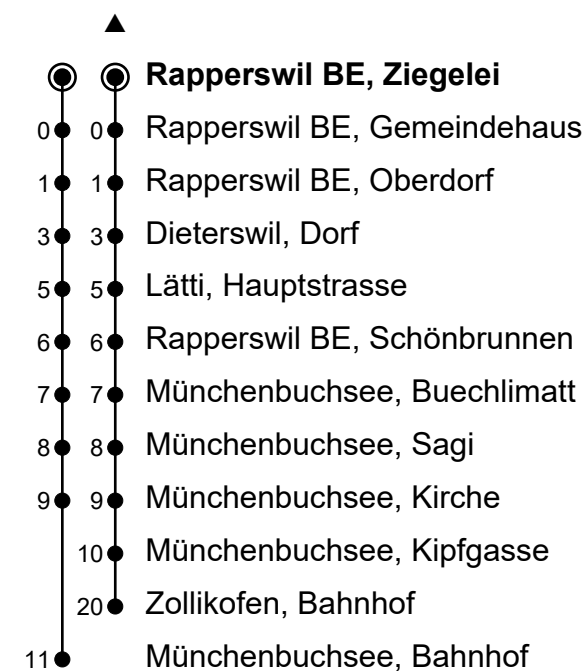 ▲
Rapperswil BE, Ziegelei
0 0 Rapperswil BE, Gemeindehaus
1 1 Rapperswil BE, Oberdorf
3 3 Dieterswil, Dorf
5 5 Lätti, Hauptstrasse
6 6 Rapperswil BE, Schönbrunnen
7 7 Münchenbuchsee, Buechlimatt
8 8 Münchenbuchsee, Sagi
9 9 Münchenbuchsee, Kirche
10 Münchenbuchsee, Kipfgasse
20 Zollikofen, Bahnhof
11 Münchenbuchsee, Bahnhof